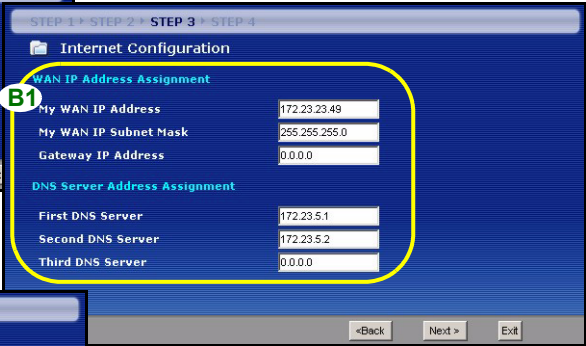 STEP 1 STEP 2 STEP 3 STEP 4
Internet Configuration
WAN IP Address Assignment
B1
My WAN IP Address 172.23.23.49
My WAN IP Subnet Mask 255.255.255.0
Gateway IP Address 0.0.0.0
DNS Server Address Assignment
First DNS Server 172.23.5.1
Second DNS Server 172.23.5.2
Third DNS Server 0.0.0.0
«Back Next » Exit